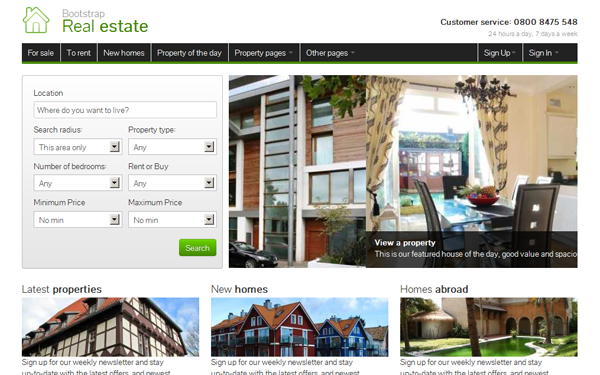 Bootstrap
Real estate
Customer service: 0800 8475 548
24 hours a day, 7 days a week
For sale To rent New homes Property of the day Property pages Other pages Sign Up Sign In
Location
Where do you want to live?
Search radius: Property type:
This area only Any
Number of bedrooms: Rent or Buy
Any Any
Minimum Price Maximum Price
No min No max
Search
View a property
This is our featured house of the day, good value and spacio
Latest properties New homes Homes abroad
Sign up for our weekly newsletter and stay Sign up for our weekly newsletter and stay Sign up for our weekly newsletter and stay
up-to-date with the latest offers, and newest up-to-date with the latest offers, and newest up-to-date with the latest offers, and newest